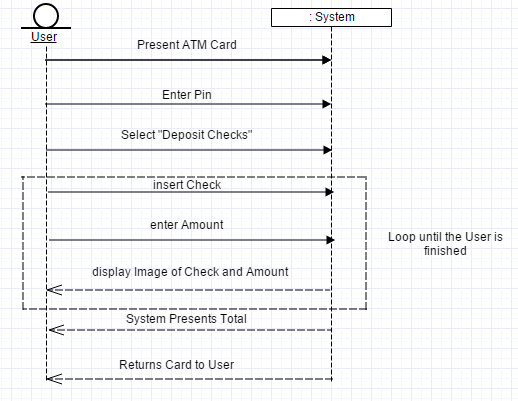 User
: System
Present ATM Card
Enter Pin
Select "Deposit Checks"
insert Check
enter Amount
Loop until the User is
finished
display Image of Check and Amount
System Presents Total
Returns Card to User